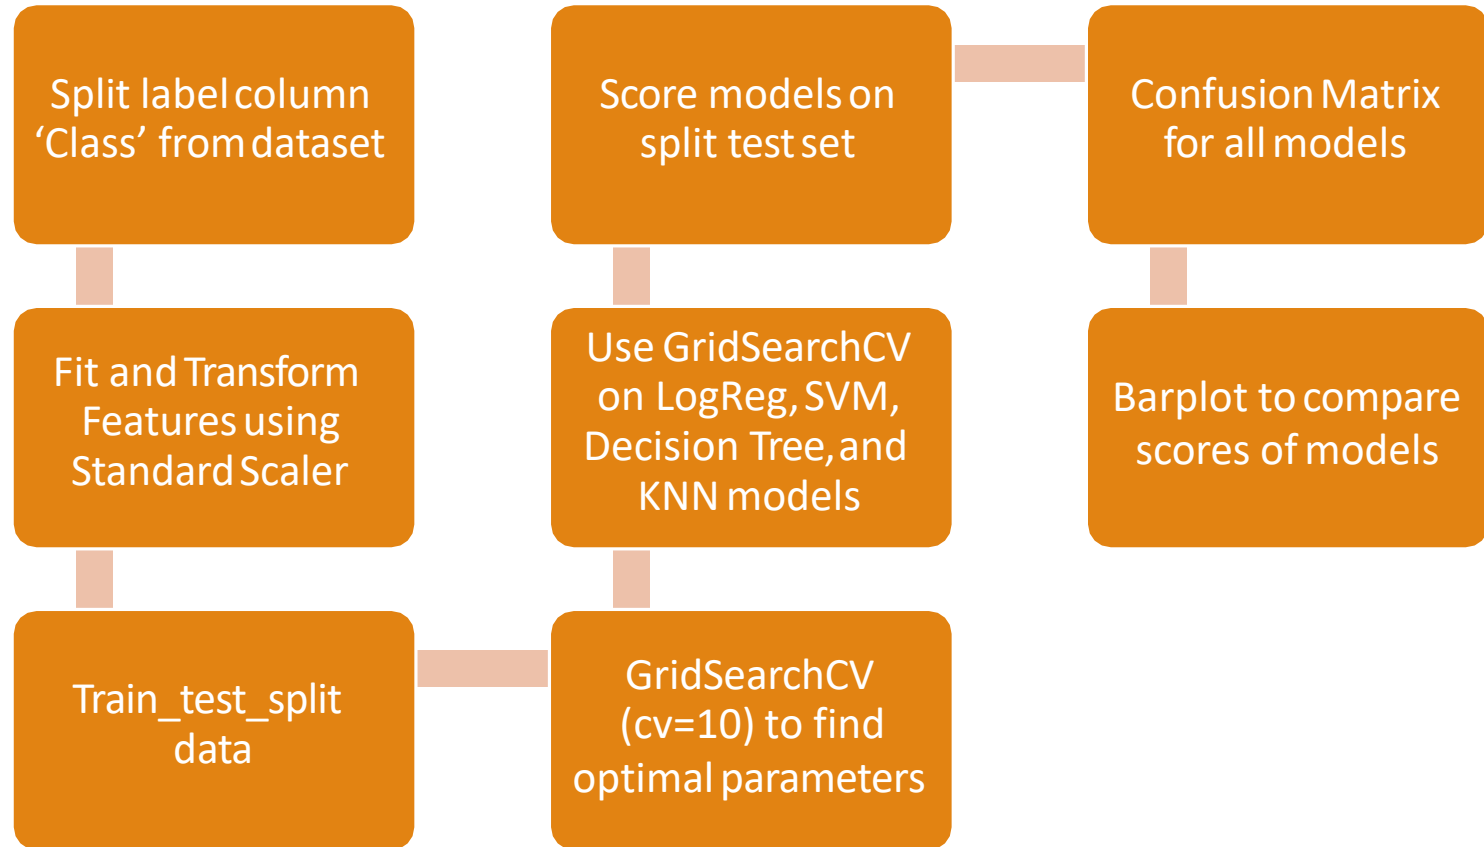 Split label column
‘Class’ from dataset
Fit and Transform
Features using
Standard Scaler
Train_test_split
data
GridSearchCV
(cv=10) to find
optimal parameters
Use GridSearchCV
on LogReg, SVM,
Decision Tree, and
KNN models
Score models on
split test set
Confusion Matrix
for all models
Barplot to compare
scores of models